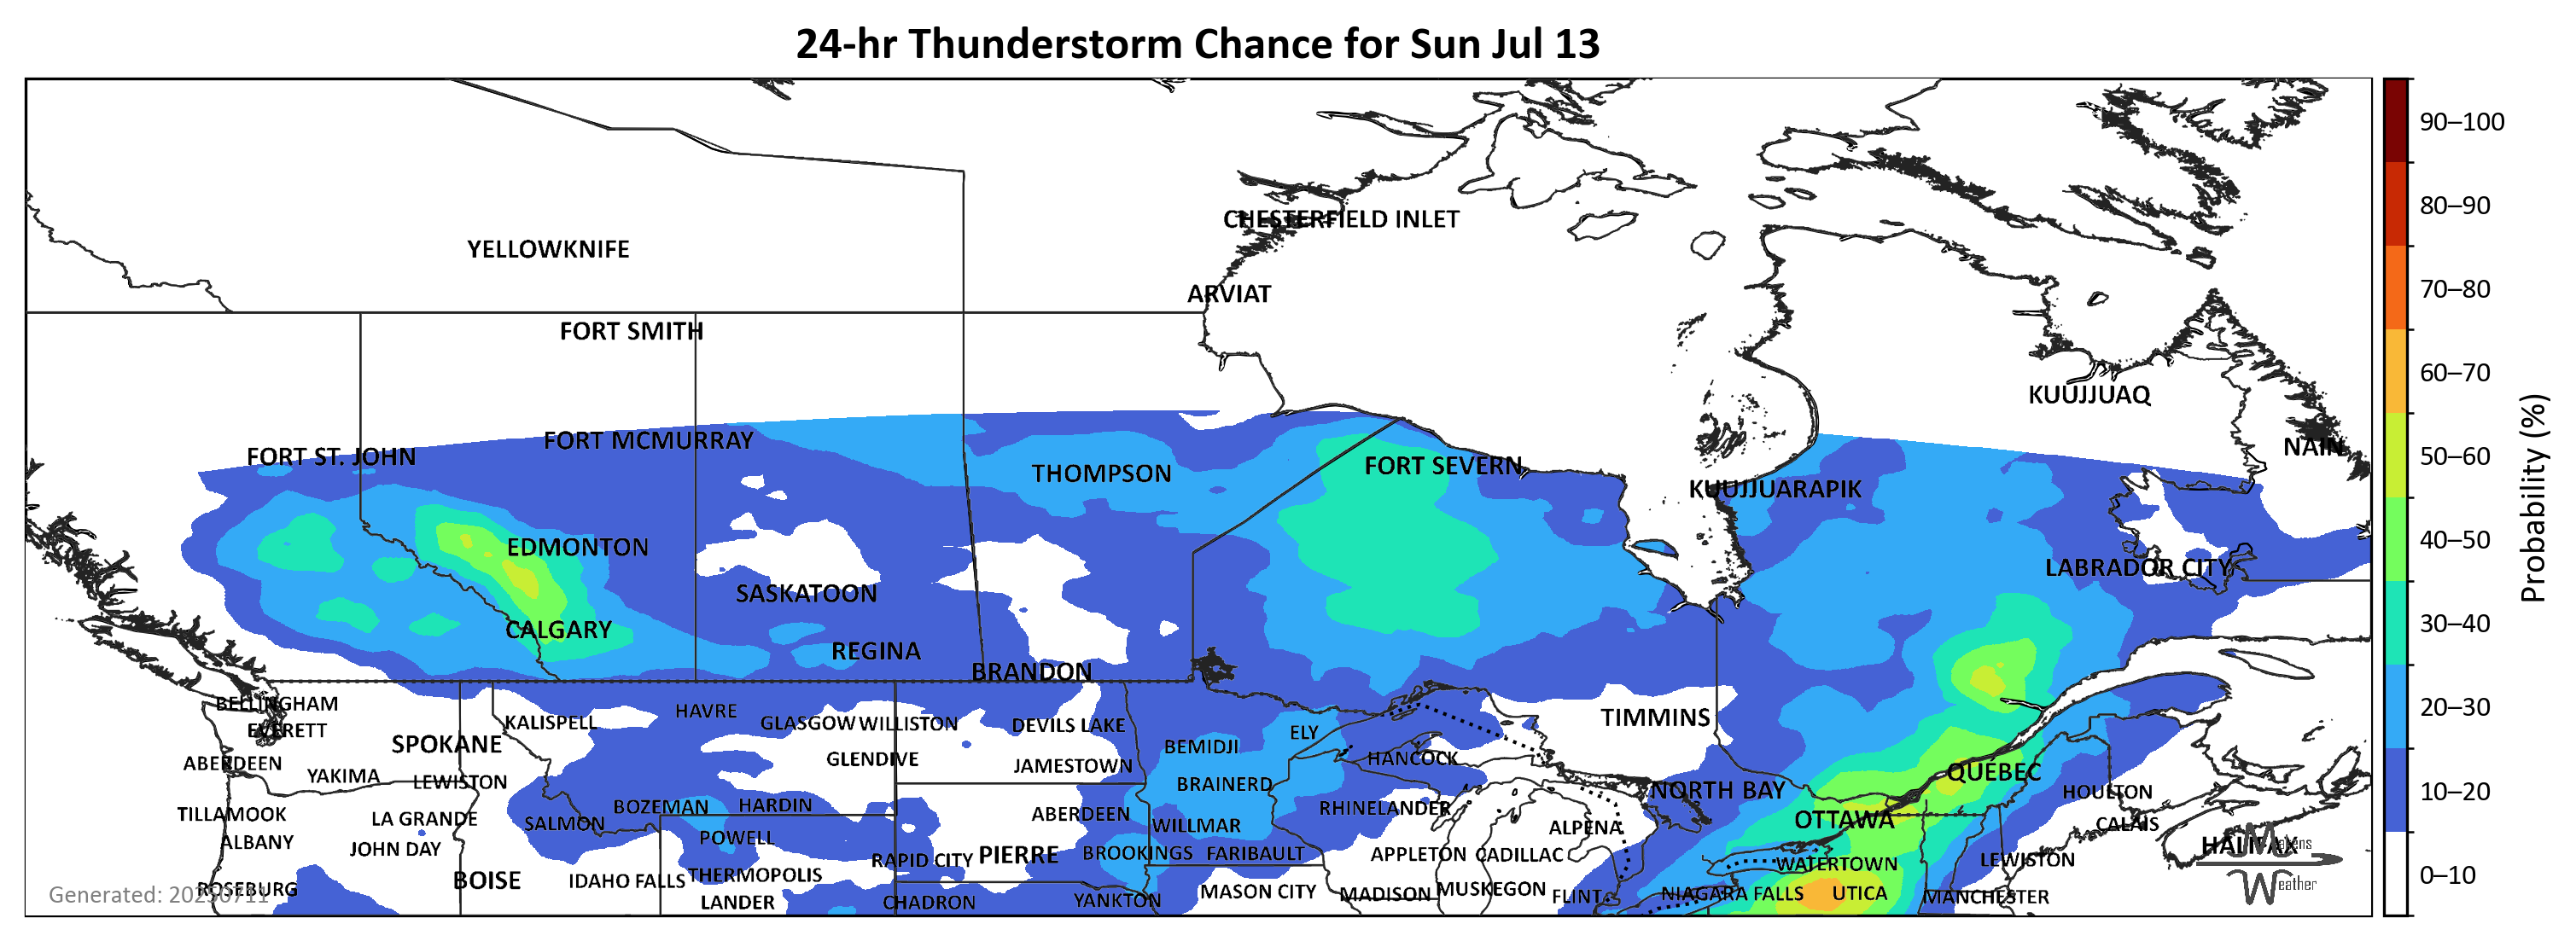 24-hr Thunderstorm Chance for Sun Jul 13
90–100
80–90
CHESTERFIELD INLET
YELLOWKNIFE
70–80
ARVIAT
FORT SMITH
60–70
KUUJJUAQ
FORT MCMURRAY
NAIN
FORT ST. JOHN
50–60
FORT SEVERN
THOMPSON
KUUJJUARAPIK
Probability (%)
EDMONTON
40–50
LABRADOR CITY
SASKATOON
CALGARY
30–40
REGINA
BRANDON
BELLINGHAM
HAVRE
20–30
KALISPELL
GLASGOW WILLISTON
DEVILS LAKE
TIMMINS
EVERETT
ELY
SPOKANE
BEMIDJI
GLENDIVE
HANCOCK
ABERDEEN
JAMESTOWN
QUÉBEC
YAKIMA
LEWISTON
BRAINERD
NORTH BAY
HOULTON
10–20
BOZEMAN
HARDIN
RHINELANDER
TILLAMOOK
LA GRANDE
SALMON
ABERDEEN
WILLMAR
ALPENA
OTTAWA
CALAIS
ALBANY
JOHN DAY
POWELL
BROOKINGS
FARIBAULT
APPLETON
CADILLAC
HALIFAX
Makens
Weather
RAPID CITY
PIERRE
WATERTOWN
LEWISTON
BOISE
IDAHO FALLS
THERMOPOLIS
0–10
ROSEBURG
Generated: 20250711
LANDER
CHADRON
YANKTON
MASON CITY
MADISON
MUSKEGON
FLINT
NIAGARA FALLS
UTICA
MANCHESTER